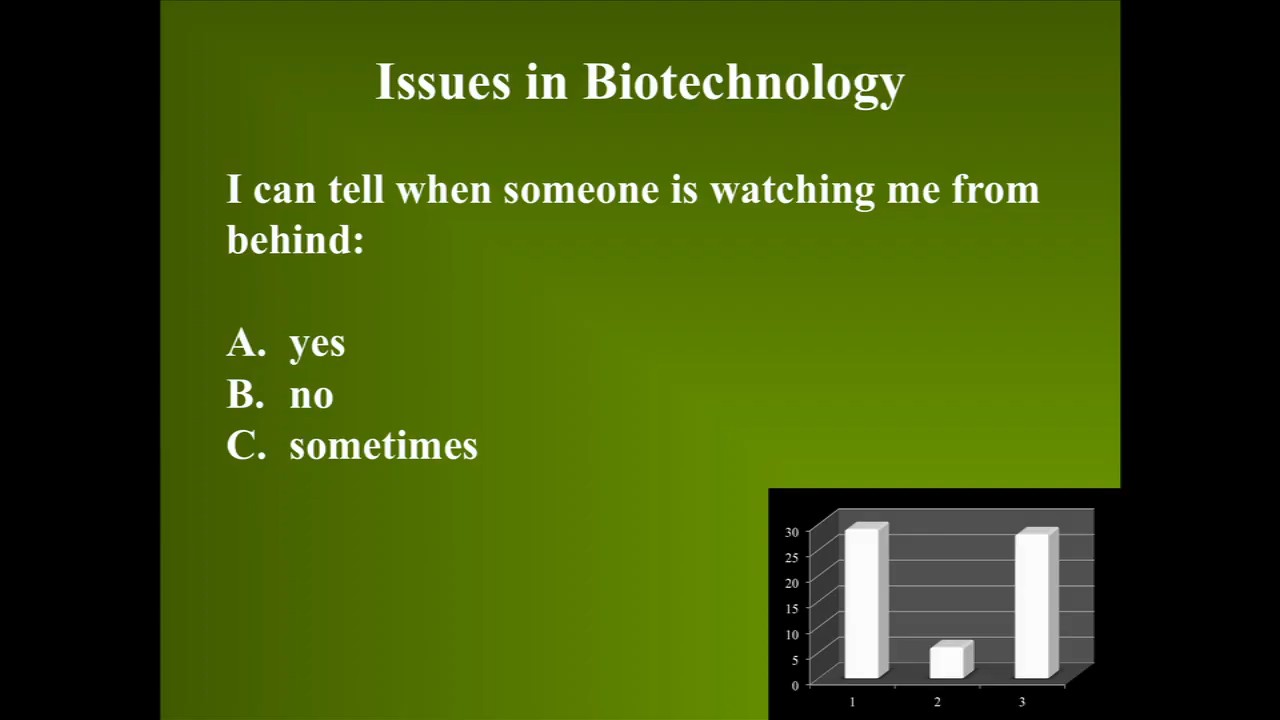 Issues in Biotechnology
I can tell when someone is watching me from
behind:
A. yes
B. no
C. sometimes
30
25
20
15
10
5
0
1 2 3